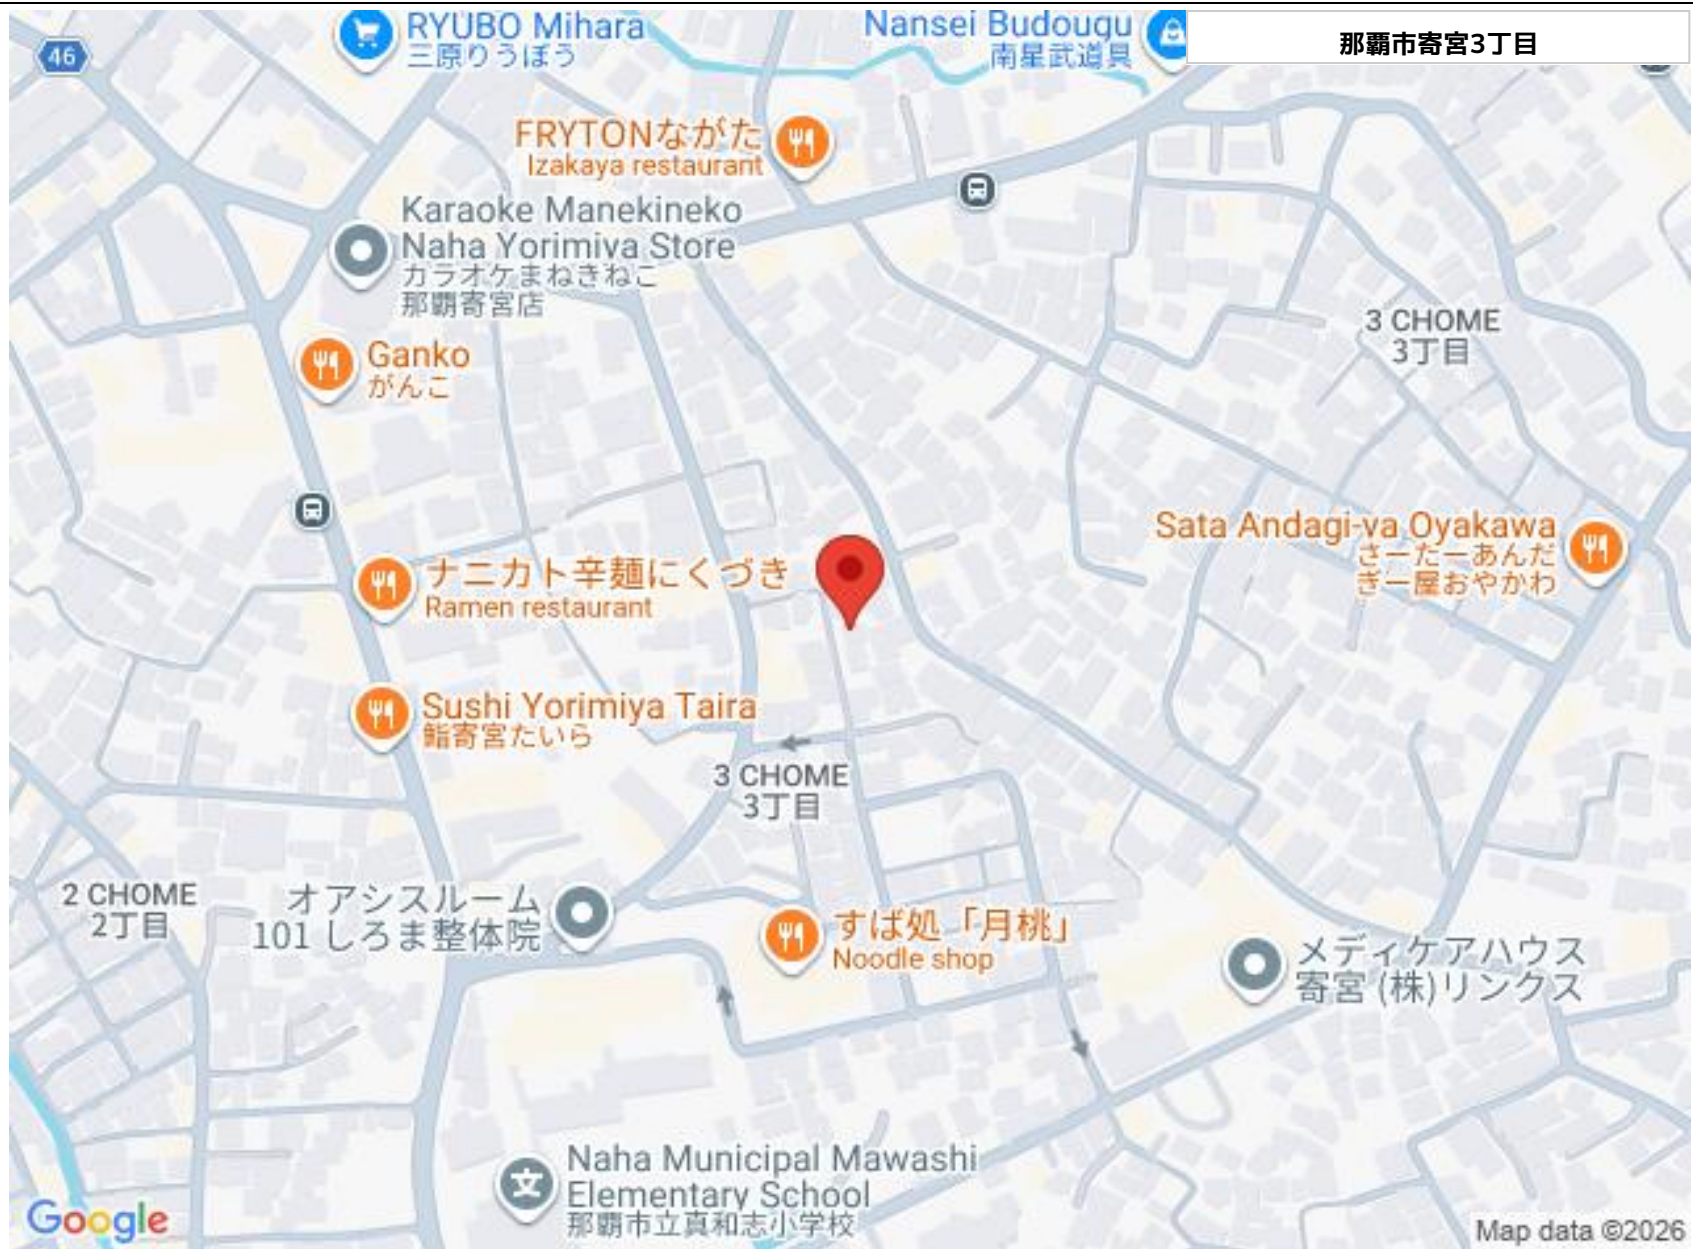 46
RYUBO Mihara
三原りうぼう
Nansei Budougu
南星武道具
那覇市寄宮3丁目
FRYTONながた
Izakaya restaurant
Karaoke Manekineko
Naha Yorimiya Store
カラオケまねきねこ
那覇寄宮店
3 CHOME
3丁目
Ganko
がんこ
Sata Andagi-ya Oyakawa
さーたーあんだ
ぎー屋おやかわ
ナニカト辛麺にくづき
Ramen restaurant
Sushi Yorimiya Taira
鮨寄宮たいら
3 CHOME
3丁目
2 CHOME
2丁目
オアシスルーム
101 しろま整体院
すば処「月桃」
Noodle shop
メディケアハウス
寄宮 (株)リンクス
Naha Municipal Mawashi
Elementary School
那覇市立真和志小学校
文
Google
Map data ©2026